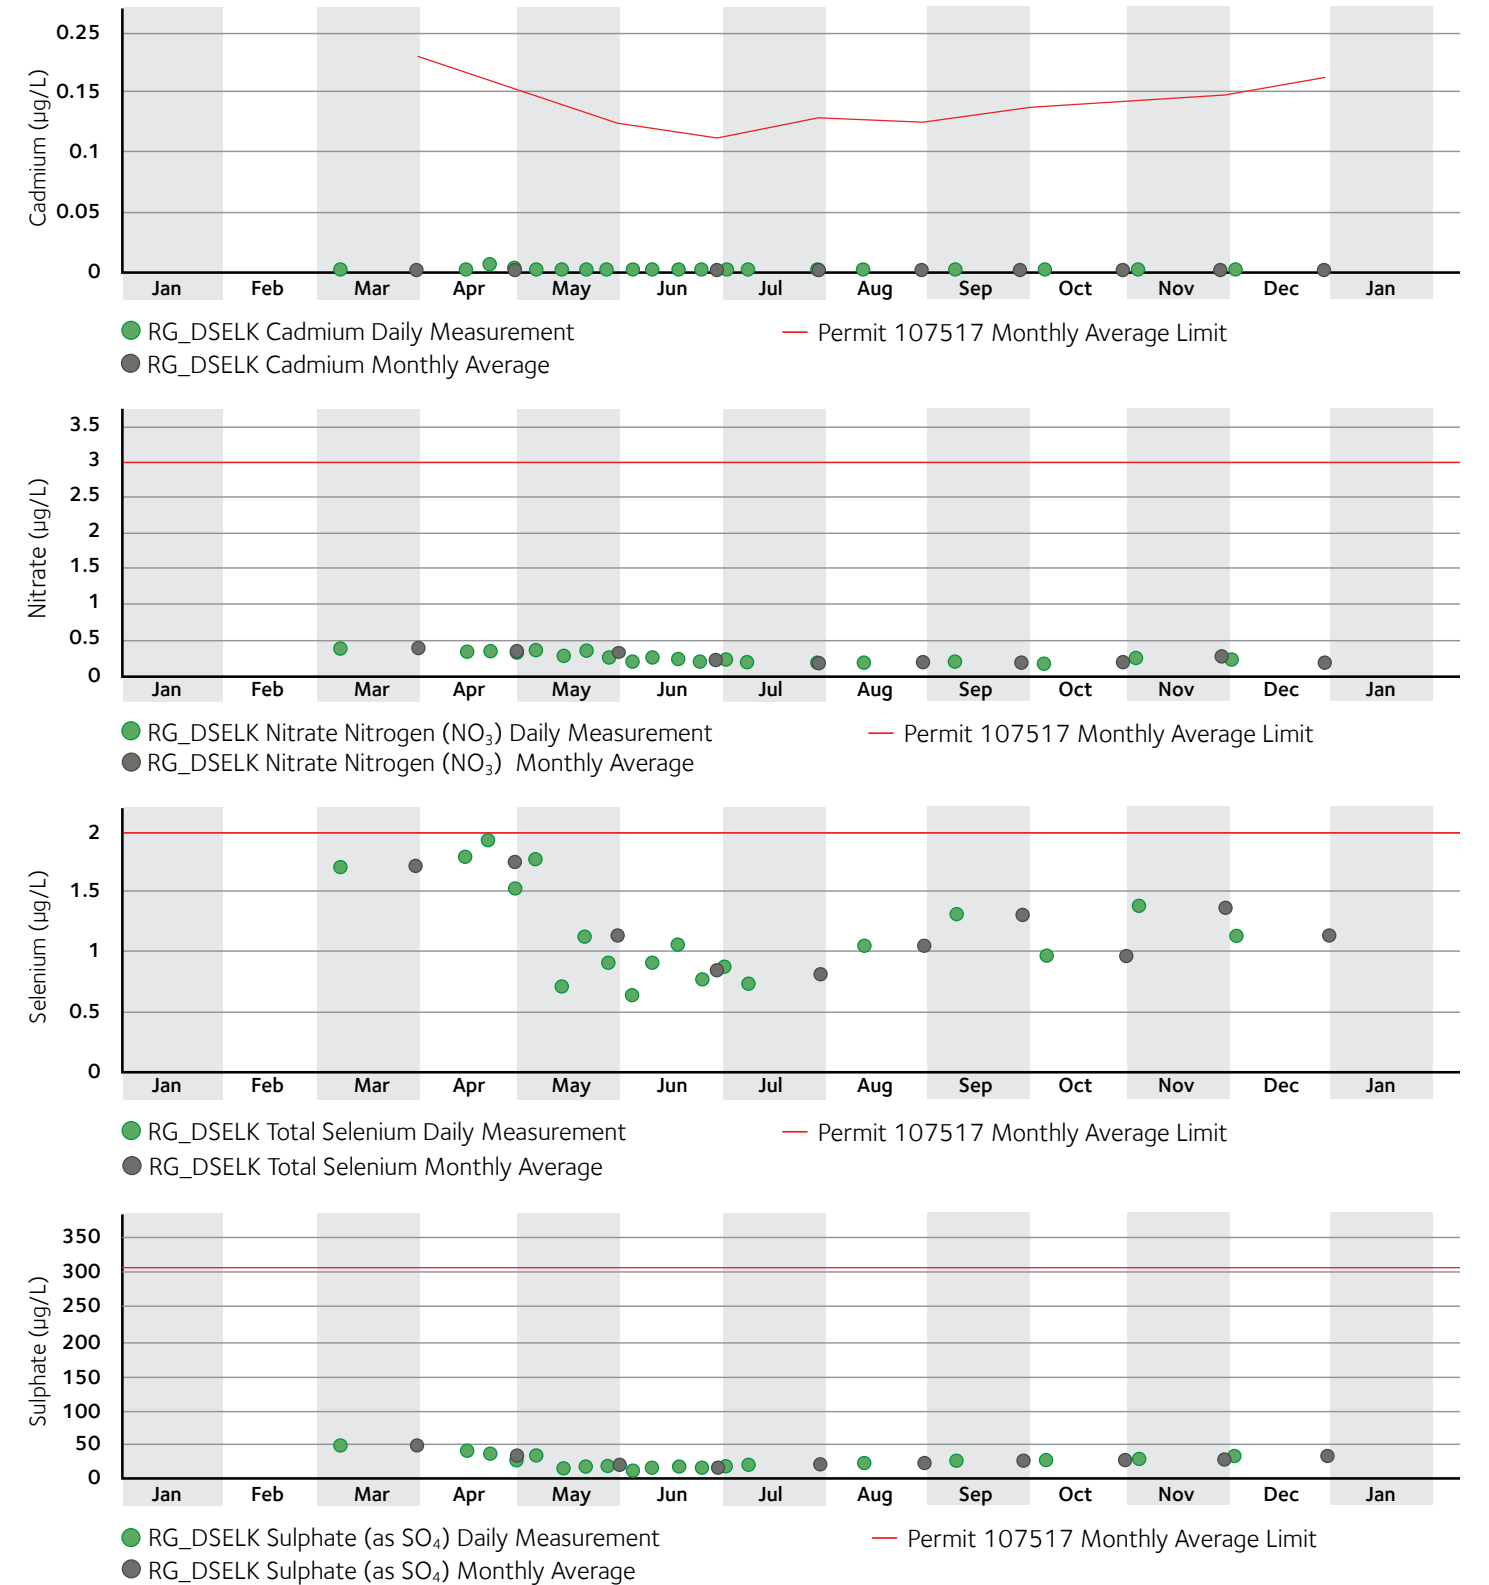 0.25
0.15
0.1
0.05
0
Cadmium (µg/L)
Jan Feb Mar Apr May Jun Jul Aug Sep Oct Nov Dec Jan
RG_DSELK Cadmium Daily Measurement Permit 107517 Monthly Average Limit
RG_DSELK Cadmium Monthly Average
3.5
3
2.5
2
1.5
1
0.5
0
Nitrate (µg/L)
Jan Feb Mar Apr May Jun Jul Aug Sep Oct Nov Dec Jan
RG_DSELK Nitrate Nitrogen (NO₃) Daily Measurement Permit 107517 Monthly Average Limit
RG_DSELK Nitrate Nitrogen (NO₃) Monthly Average
2
1.5
1
0.5
0
Selenium (µg/L)
Jan Feb Mar Apr May Jun Jul Aug Sep Oct Nov Dec Jan
RG_DSELK Total Selenium Daily Measurement Permit 107517 Monthly Average Limit
RG_DSELK Total Selenium Monthly Average
350
300
250
200
150
100
50
0
Sulphate (µg/L)
Jan Feb Mar Apr May Jun Jul Aug Sep Oct Nov Dec Jan
RG_DSELK Sulphate (as SO₄) Daily Measurement Permit 107517 Monthly Average Limit
RG_DSELK Sulphate (as SO₄) Monthly Average